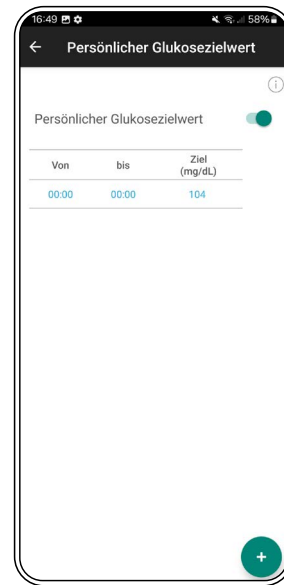 16:49 58%
Persönlicher Glukosezielwert
Persönlicher Glukosezielwert
Von bis Ziel
(mg/dL)
00:00 00:00 104